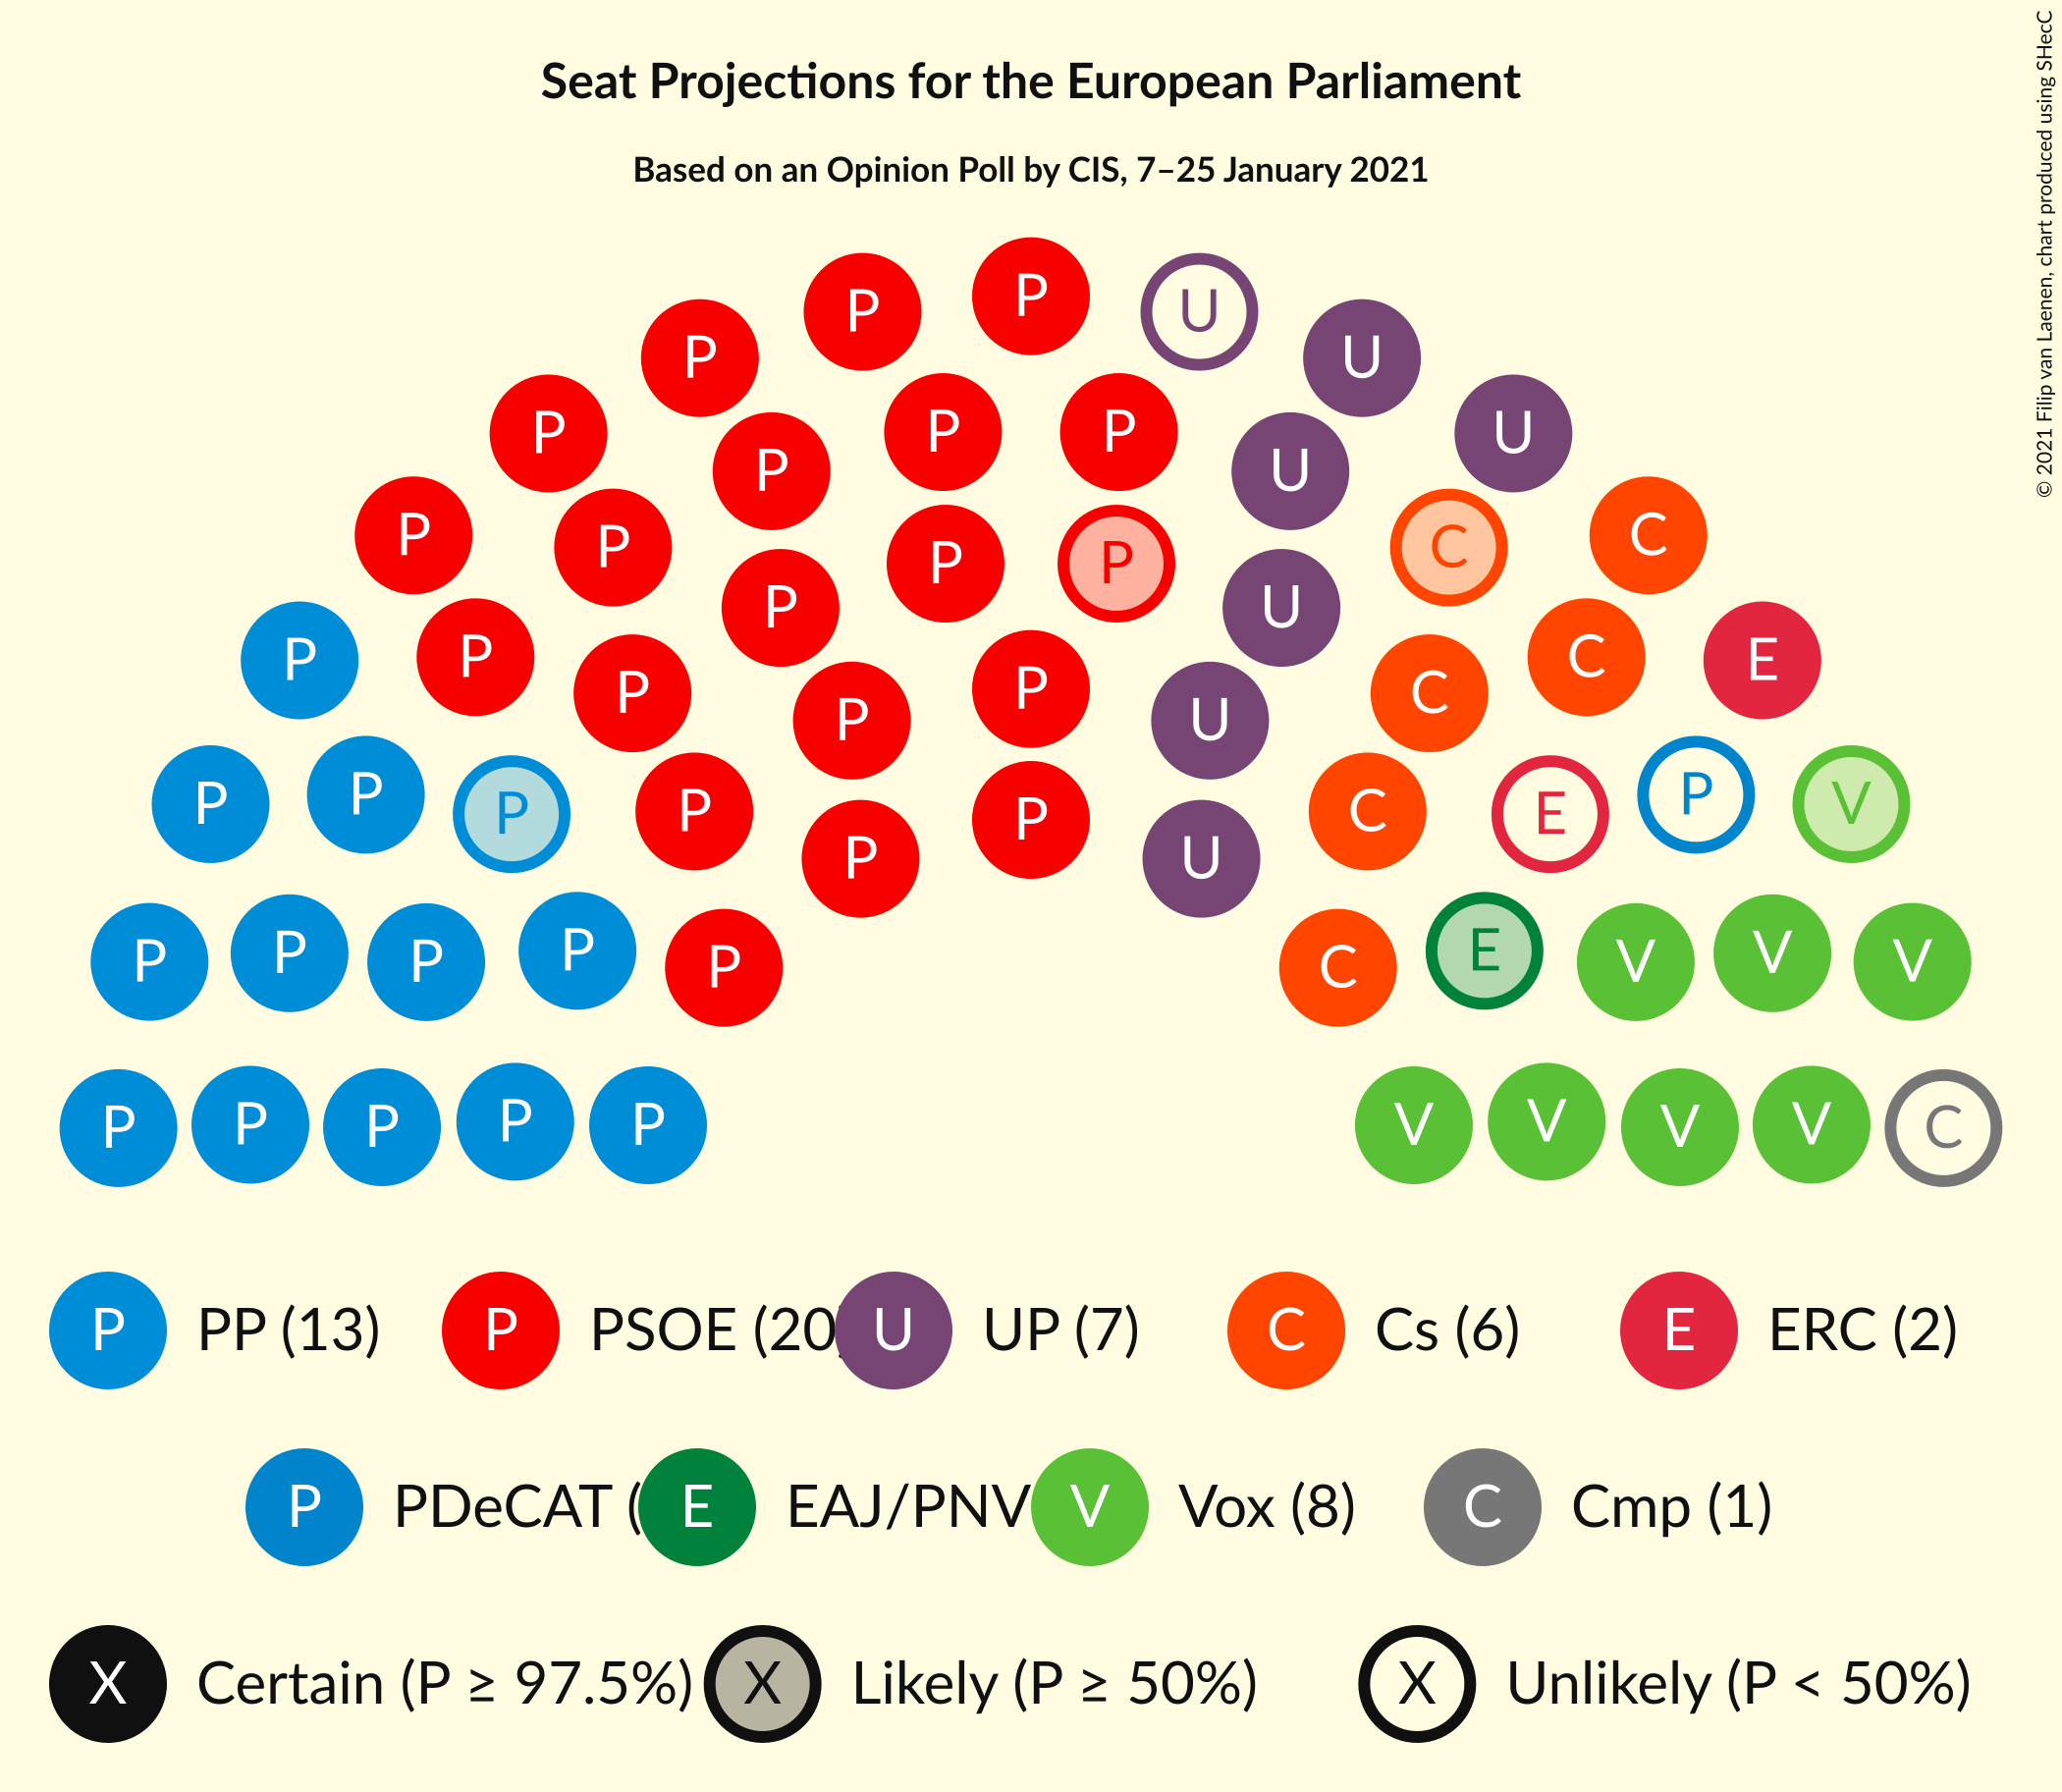 Seat Projections for the European Parliament
Based on an Opinion Poll by CIS, 7–25 January 2021
© 2021 Filip van Laenen, chart produced using SHecC
P P P U U
P P P P U U
P P P P P U C C
P P P P P U C C E
P P P P P U C E P V
P P P P P P U C E V V V
P P P P P V V V V C
P PP (13) P PSOE (20 U UP (7) C Cs (6) E ERC (2)
P PDeCAT ( E EAJ/PNV V Vox (8) C Cmp (1)
X Certain (P ≥ 97.5%) X Likely (P ≥ 50%) X Unlikely (P < 50%)